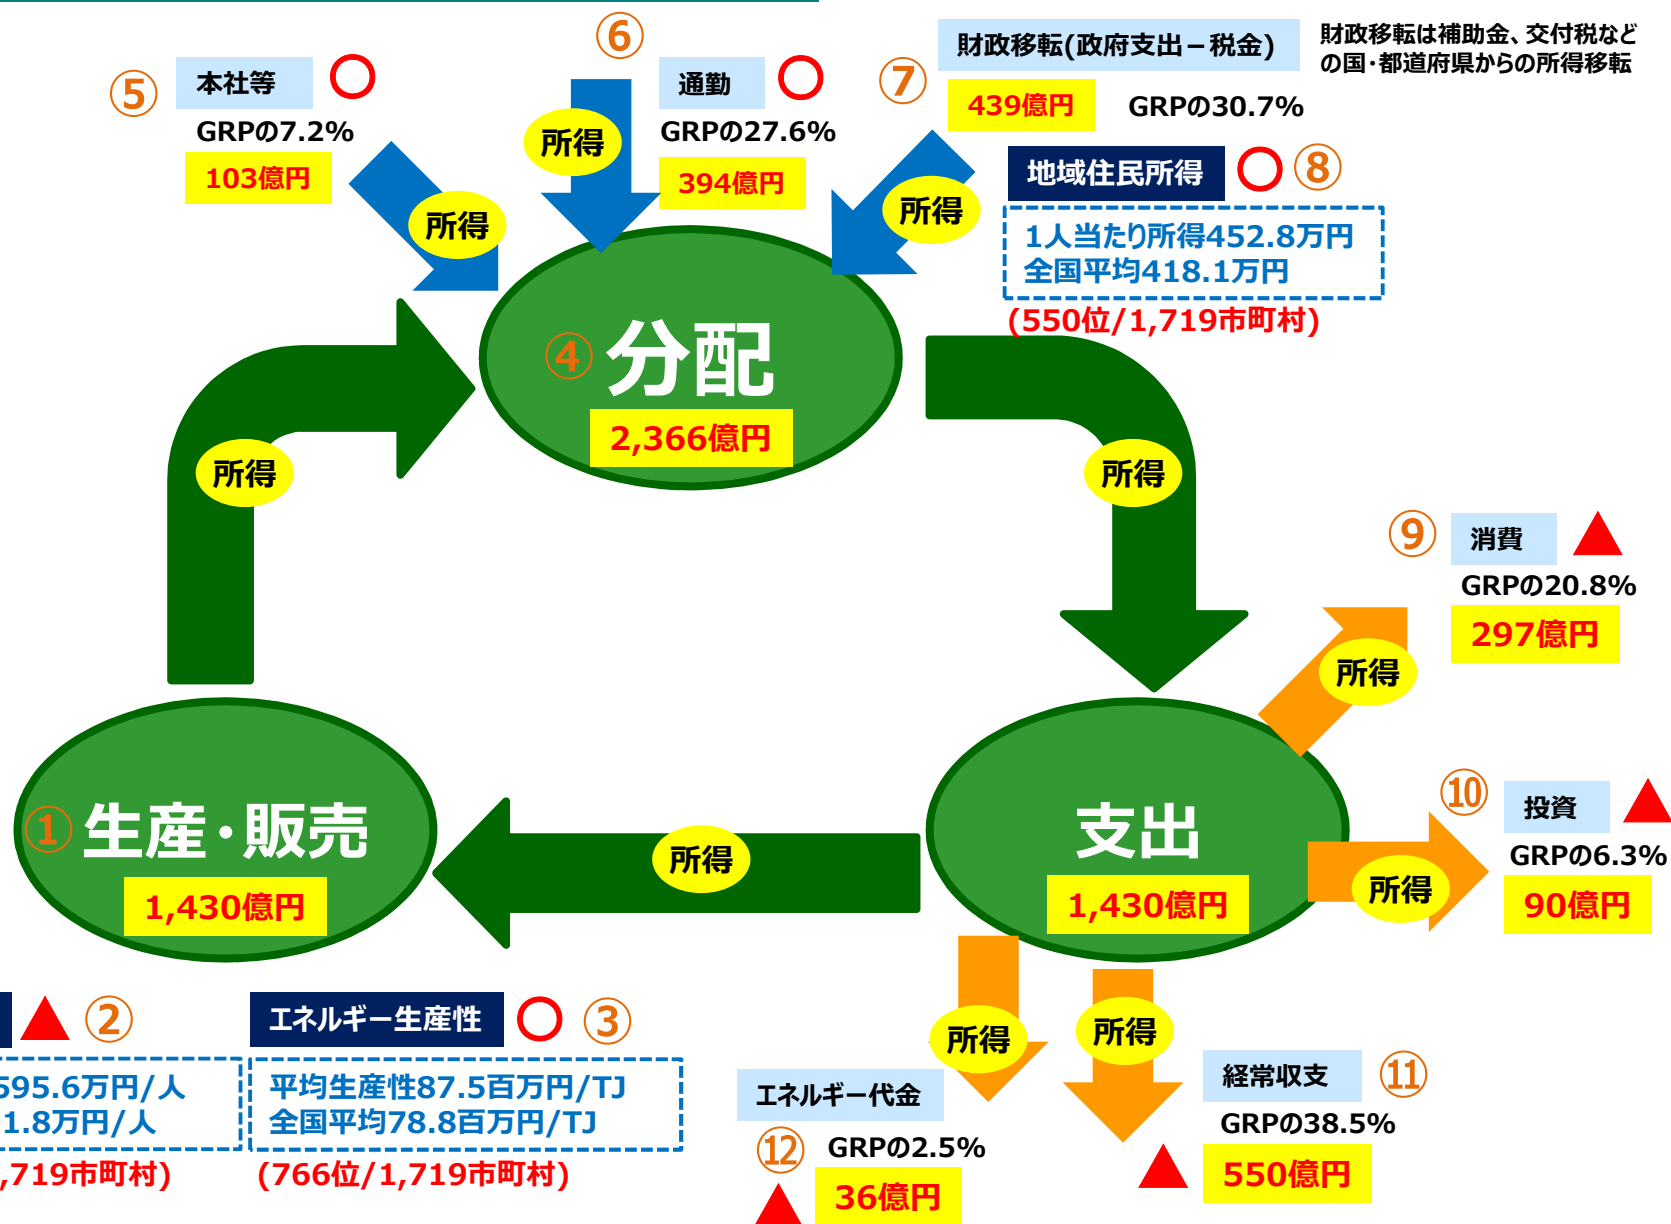 ⑥
⑤
本社等
GRPの7.2%
103億円
所得
所得
通勤
GRPの27.6%
394億円
⑦
財政移転(政府支出－税金)
439億円 GRPの30.7%
財政移転は補助金、交付税など
の国・都道府県からの所得移転
所得
地域住民所得
⑧
1人当たり所得452.8万円
全国平均418.1万円
(550位/1,719市町村)
④
分配
2,366億円
所得
所得
⑨
消費
GRPの20.8%
297億円
所得
⑩
投資
GRPの6.3%
90億円
所得
①
生産・販売
1,430億円
所得
支出
1,430億円
②
595.6万円/人
1.8万円/人
,719市町村)
エネルギー生産性
③
平均生産性87.5百万円/TJ
全国平均78.8百万円/TJ
(766位/1,719市町村)
所得
所得
エネルギー代金
⑫
GRPの2.5%
36億円
経常収支
⑪
GRPの38.5%
550億円